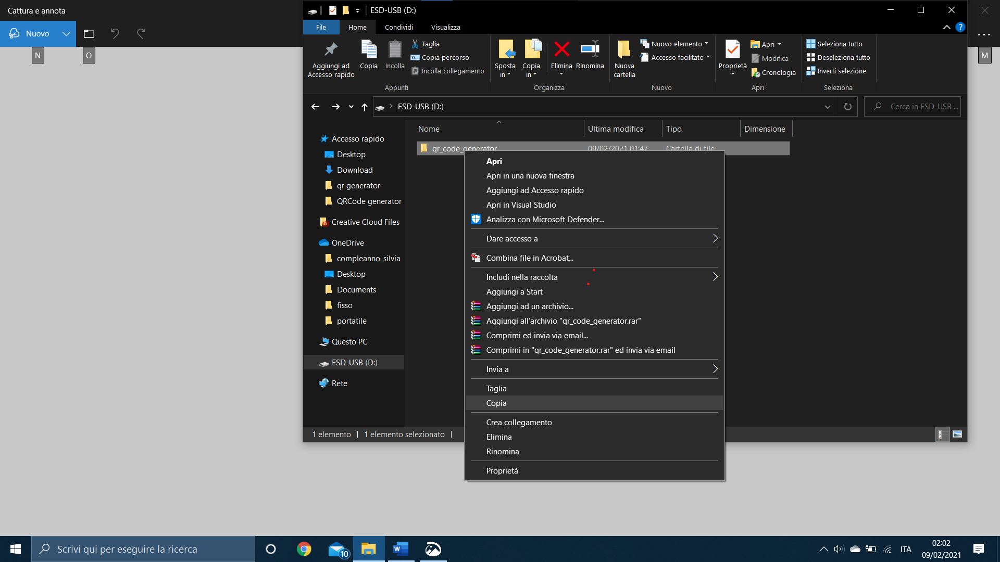 Cattura e annota
Nuovo
N
O
M
ESD-USB (D:)
File
Home
Condividi
Visualizza
?
Aggiungi ad
Accesso rapido
Copia
Incolla
Taglia
Copia percorso
Incolla collegamento
Appunti
Sposta
in
Copia
in
Elimina
Rinomina
Organizza
Nuova
cartella
Nuovo elemento
Accesso facilitato
Nuovo
Proprietà
Apri
Modifica
Cronologia
Apri
Seleziona tutto
Deseleziona tutto
Inverti selezione
Seleziona
ESD-USB (D:)
Cerca in ESD-USB ...
Nome
Ultima modifica
Tipo
Dimensione
qr_code_generator
09/02/2021 01:47
Cartella di file
Accesso rapido
Desktop
Download
qr generator
QRCode generator
Creative Cloud Files
OneDrive
compleanno_silvia
Desktop
Documents
fisso
portatile
Questo PC
ESD-USB (D:)
Rete
Apri
Apri in una nuova finestra
Aggiungi ad Accesso rapido
Apri in Visual Studio
Analizza con Microsoft Defender...
Dare accesso a
Combina file in Acrobat...
Includi nella raccolta
Aggiungi a Start
Aggiungi ad un archivio...
Aggiungi all'archivio "qr_code_generator.rar"
Comprimi ed invia via email...
Comprimi in "qr_code_generator.rar" ed invia via email
Invia a
Taglia
Copia
Crea collegamento
Elimina
Rinomina
Proprietà
1 elemento
1 elemento selezionato
Scrivi qui per eseguire la ricerca
10
W
ITA
02:02
09/02/2021